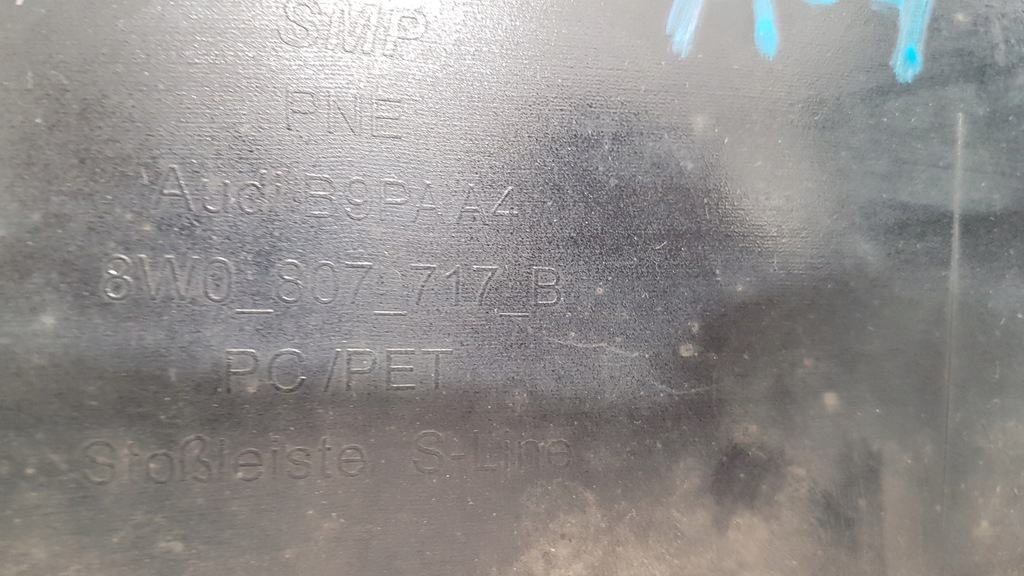 SMP
PNE
Audi B9PA A4
8W0_807_717_B
PC/PET
Stoßleiste S-Line